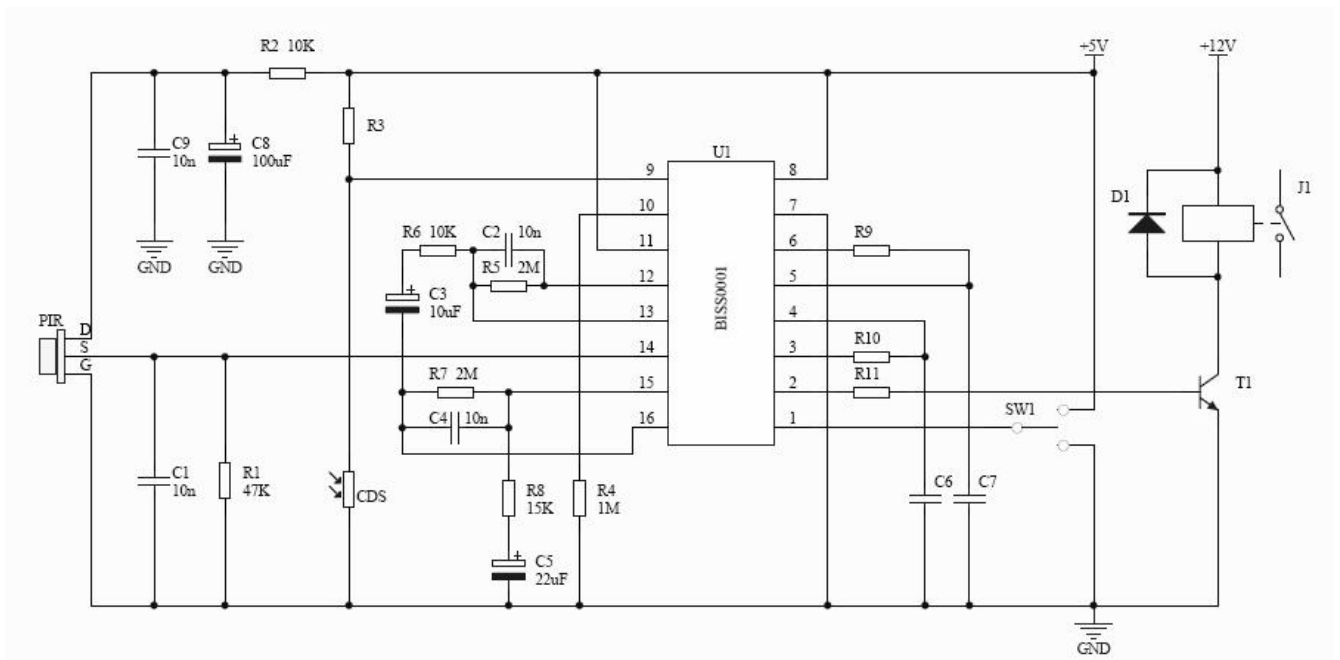 R2 10K
+5V
+12V
R3
C9
10n
+
C8
100uF
U1
9
8
D1
J1
10
7
R6 10K
C2
10n
11
6
R9
GND
GND
R5
2M
12
5
+
C3
10uF
BISS0001
13
4
PIR
D
S
G
14
3
R10
R7 2M
15
2
R11
T1
C4
10n
16
1
SW1
C1
10n
R1
47K
CDS
R8
15K
R4
1M
C6
C7
+
C5
22uF
GND